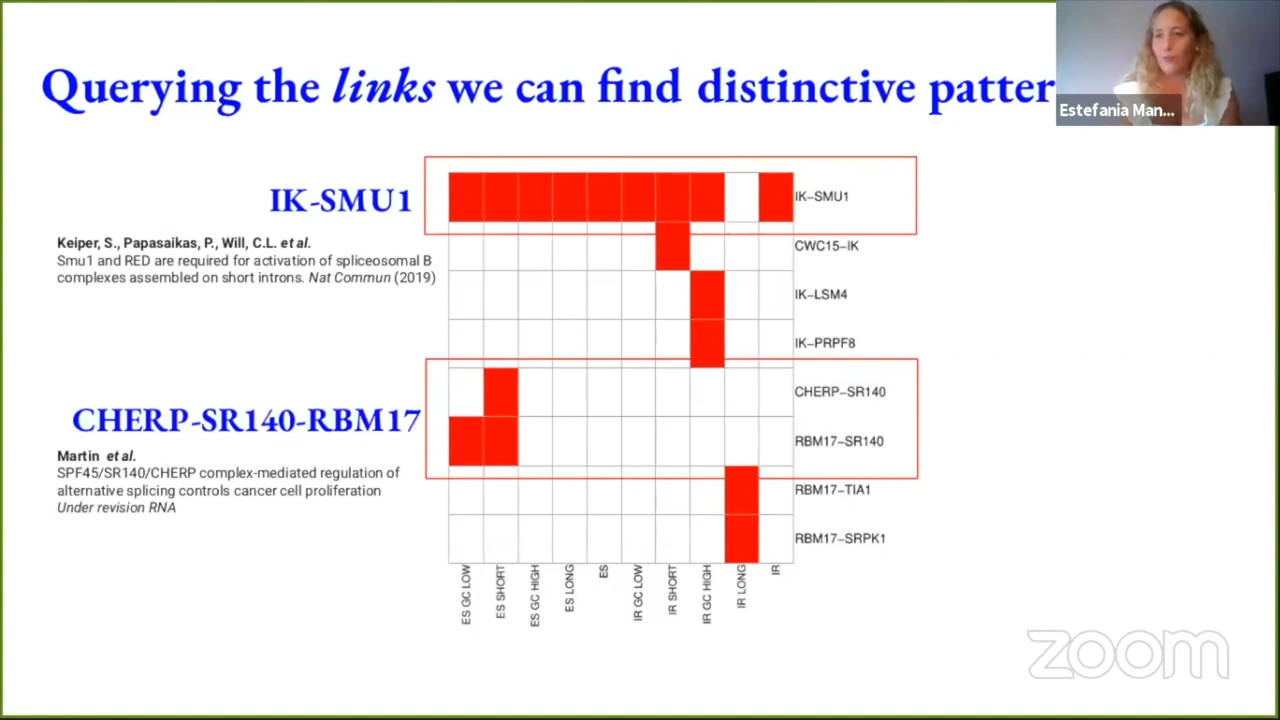 Querying the links we can find distinctive patter
Estefania Man...
IK-SMU1
Keiper, S., Papasaikas, P., Will, C.L. et al.
Smu1 and RED are required for activation of spliceosomal B
complexes assembled on short introns. Nat Commun (2019)
CHERP-SR140-RBM17
Martin et al.
SPF45/SR140/CHERP complex-mediated regulation of
alternative splicing controls cancer cell proliferation
Under revision RNA
IK−SMU1
CWC15−IK
IK−LSM4
IK−PRPF8
CHERP−SR140
RBM17−SR140
RBM17−TIA1
RBM17−SRPK1
ES GC LOW
ES SHORT
ES GC HIGH
ES LONG
ES
IR GC LOW
IR SHORT
IR GC HIGH
IR LONG
IR
zoom